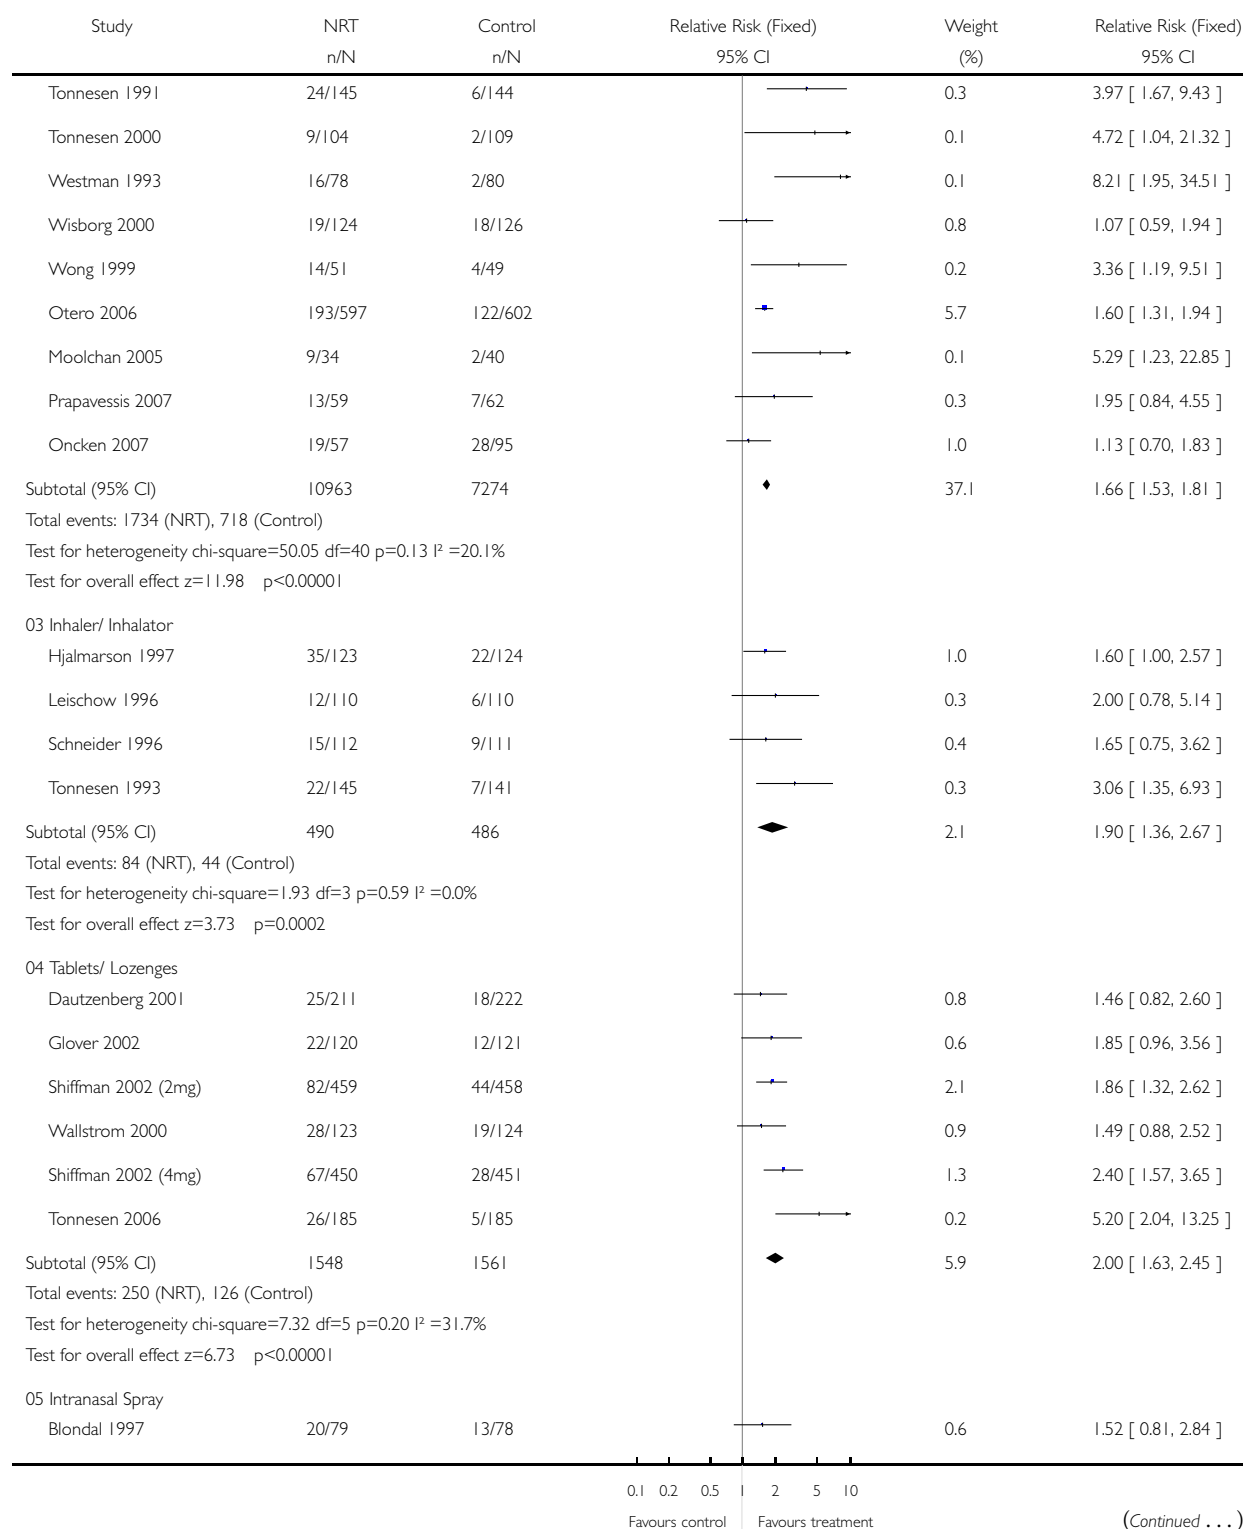 Study NRT Control Relative Risk (Fixed) Weight Relative Risk (Fixed)
n/N n/N 95% CI (%) 95% CI
Tonnesen 1991 24/145 6/144 0.3 3.97 [ 1.67, 9.43 ]
Tonnesen 2000 9/104 2/109 0.1 4.72 [ 1.04, 21.32 ]
Westman 1993 16/78 2/80 0.1 8.21 [ 1.95, 34.51 ]
Wisborg 2000 19/124 18/126 0.8 1.07 [ 0.59, 1.94 ]
Wong 1999 14/51 4/49 0.2 3.36 [ 1.19, 9.51 ]
Otero 2006 193/597 122/602 5.7 1.60 [ 1.31, 1.94 ]
Moolchan 2005 9/34 2/40 0.1 5.29 [ 1.23, 22.85 ]
Prapavessis 2007 13/59 7/62 0.3 1.95 [ 0.84, 4.55 ]
Oncken 2007 19/57 28/95 1.0 1.13 [ 0.70, 1.83 ]
Subtotal (95% CI) 10963 7274 37.1 1.66 [ 1.53, 1.81 ]
Total events: 1734 (NRT), 718 (Control)
Test for heterogeneity chi-square=50.05 df=40 p=0.13 I² =20.1%
Test for overall effect z=11.98 p<0.00001
03 Inhaler/ Inhalator
Hjalmarson 1997 35/123 22/124 1.0 1.60 [ 1.00, 2.57 ]
Leischow 1996 12/110 6/110 0.3 2.00 [ 0.78, 5.14 ]
Schneider 1996 15/112 9/111 0.4 1.65 [ 0.75, 3.62 ]
Tonnesen 1993 22/145 7/141 0.3 3.06 [ 1.35, 6.93 ]
Subtotal (95% CI) 490 486 2.1 1.90 [ 1.36, 2.67 ]
Total events: 84 (NRT), 44 (Control)
Test for heterogeneity chi-square=1.93 df=3 p=0.59 I² =0.0%
Test for overall effect z=3.73 p=0.0002
04 Tablets/ Lozenges
Dautzenberg 2001 25/211 18/222 0.8 1.46 [ 0.82, 2.60 ]
Glover 2002 22/120 12/121 0.6 1.85 [ 0.96, 3.56 ]
Shiffman 2002 (2mg) 82/459 44/458 2.1 1.86 [ 1.32, 2.62 ]
Wallstrom 2000 28/123 19/124 0.9 1.49 [ 0.88, 2.52 ]
Shiffman 2002 (4mg) 67/450 28/451 1.3 2.40 [ 1.57, 3.65 ]
Tonnesen 2006 26/185 5/185 0.2 5.20 [ 2.04, 13.25 ]
Subtotal (95% CI) 1548 1561 5.9 2.00 [ 1.63, 2.45 ]
Total events: 250 (NRT), 126 (Control)
Test for heterogeneity chi-square=7.32 df=5 p=0.20 I² =31.7%
Test for overall effect z=6.73 p<0.00001
05 Intranasal Spray
Blondal 1997 20/79 13/78 0.6 1.52 [ 0.81, 2.84 ]
0.1 0.2 0.5 1 2 5 10
Favours control Favours treatment (Continued . . . )